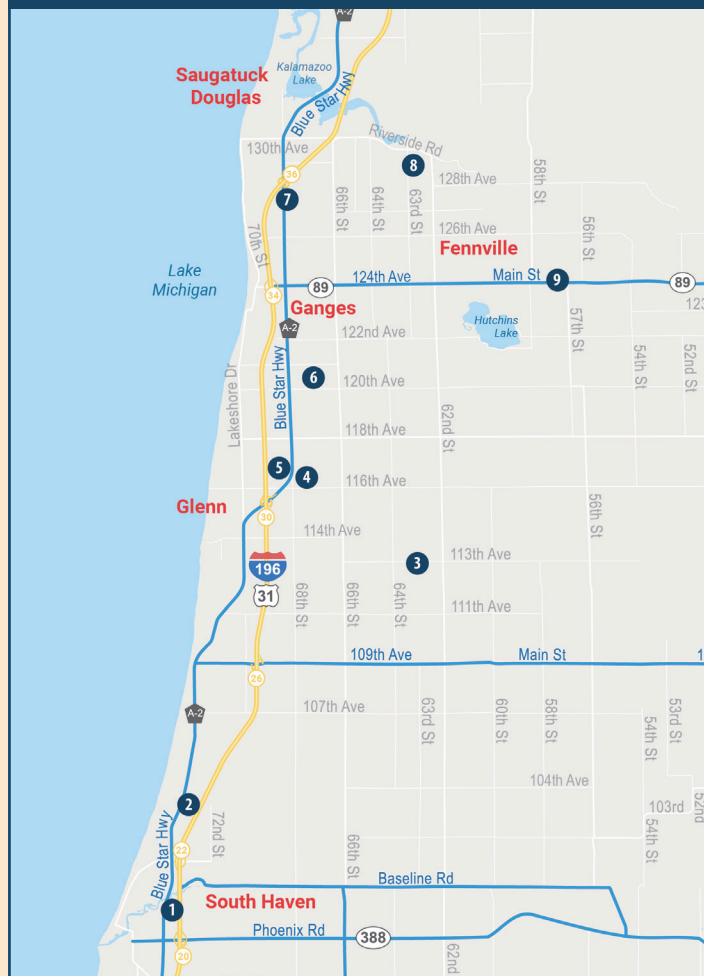 A-2
Saugatuck
Douglas
Kalamazoo
Lake
Blue Star Hwy
130th Ave
Riverside Rd
8
36
128th Ave
58th St
7
66th St
64th St
63rd St
56th St
70th St
126th Ave
Fennville
Lake
Michigan
124th Ave
Main St
9
89
89
34
123
Ganges
A-2
122nd Ave
Hutchins
Lake
57th St
54th St
52nd St
Blue Star Hwy
6
120th Ave
Lakeshore Dr
62nd St
118th Ave
5
4
116th Ave
Glenn
30
56th St
114th Ave
113th Ave
3
196
31
68th St
66th St
64th St
111th Ave
109th Ave
Main St
1
26
A-2
107th Ave
63rd St
60th St
58th St
54th St
53rd St
104th Ave
2
103rd
52nd
72nd St
54th St
Blue Star Hwy
22
66th St
Baseline Rd
1
South Haven
Phoenix Rd
388
20
62nd